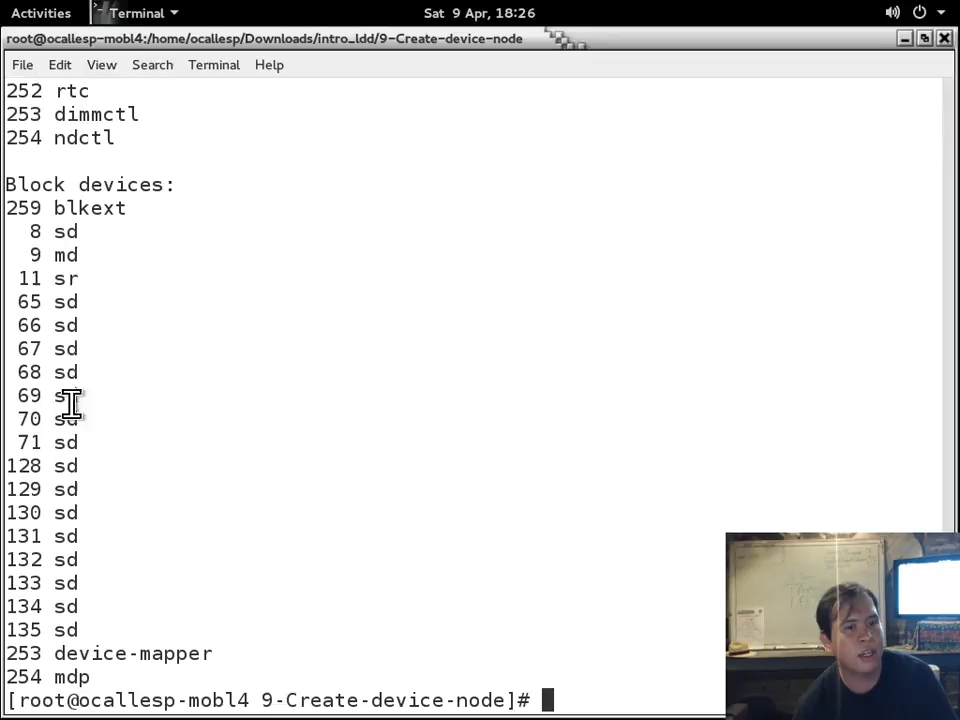 Activities
Terminal
Sat 9 Apr, 18:26
root@ocallesp-mobl4:/home/ocallesp/Downloads/intro_ldd/9-Create-device-node
File Edit View Search Terminal Help
252 rtc
253 dimmctl
254 ndctl
Block devices:
259 blkext
8 sd
9 md
11 sr
65 sd
66 sd
67 sd
68 sd
69 sd
70 sd
71 sd
128 sd
129 sd
130 sd
131 sd
132 sd
133 sd
134 sd
135 sd
253 device-mapper
254 mdp
[root@ocallesp-mobl4 9-Create-device-node]#